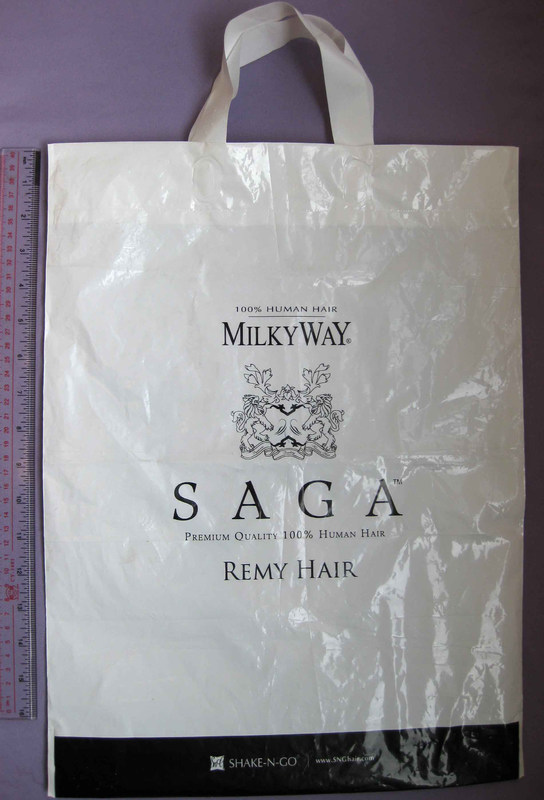 100% HUMAN HAIR
MILKYWAY®
SAGA™
PREMIUM QUALITY 100% HUMAN HAIR
REMY HAIR
SHAKE-N-GO www.SNGhair.com